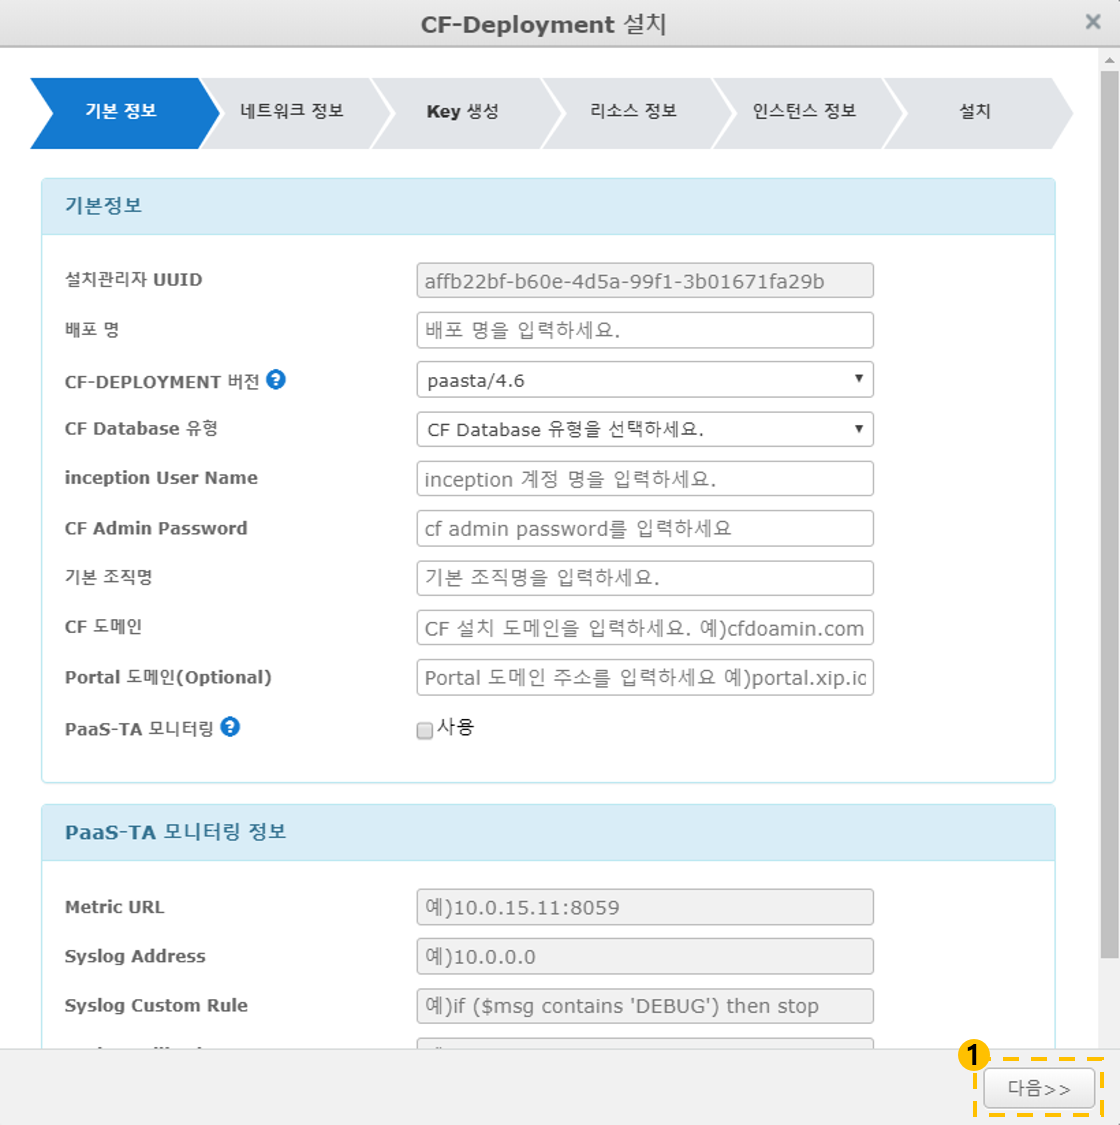 CF-Deployment 설치
기본 정보
네트워크 정보
Key 생성
리소스 정보
인스턴스 정보
설치
기본정보
설치관리자 UUID
affb22bf-b60e-4d5a-99f1-3b01671fa29b
배포 명
배포 명을 입력하세요.
CF-DEPLOYMENT 버전 ?
paasta/4.6
CF Database 유형
CF Database 유형을 선택하세요.
inception User Name
inception 계정 명을 입력하세요.
CF Admin Password
cf admin password를 입력하세요
기본 조직명
기본 조직명을 입력하세요.
CF 도메인
CF 설치 도메인을 입력하세요. 예)cfdoamin.com
Portal 도메인(Optional)
Portal 도메인 주소를 입력하세요 예)portal.xip.io
PaaS-TA 모니터링 ?
사용
PaaS-TA 모니터링 정보
Metric URL
예)10.0.15.11:8059
Syslog Address
예)10.0.0.0
Syslog Custom Rule
예)if ($msg contains 'DEBUG') then stop
1
다음>>